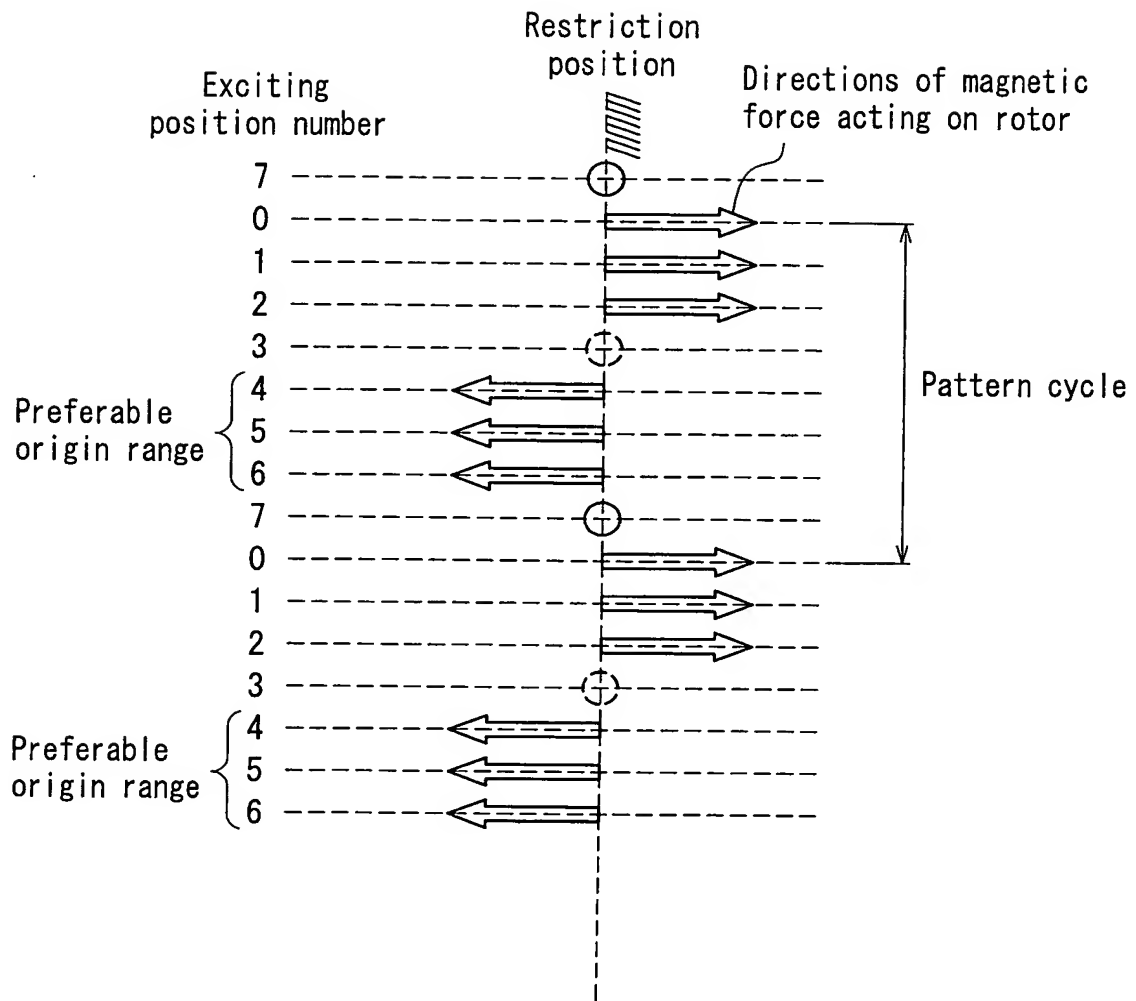 Restriction
position
Exciting
position number
Directions of magnetic
force acting on rotor
7
0
1
2
3
4
5
6
Preferable
origin range
Pattern cycle
7
0
1
2
3
4
5
6
Preferable
origin range